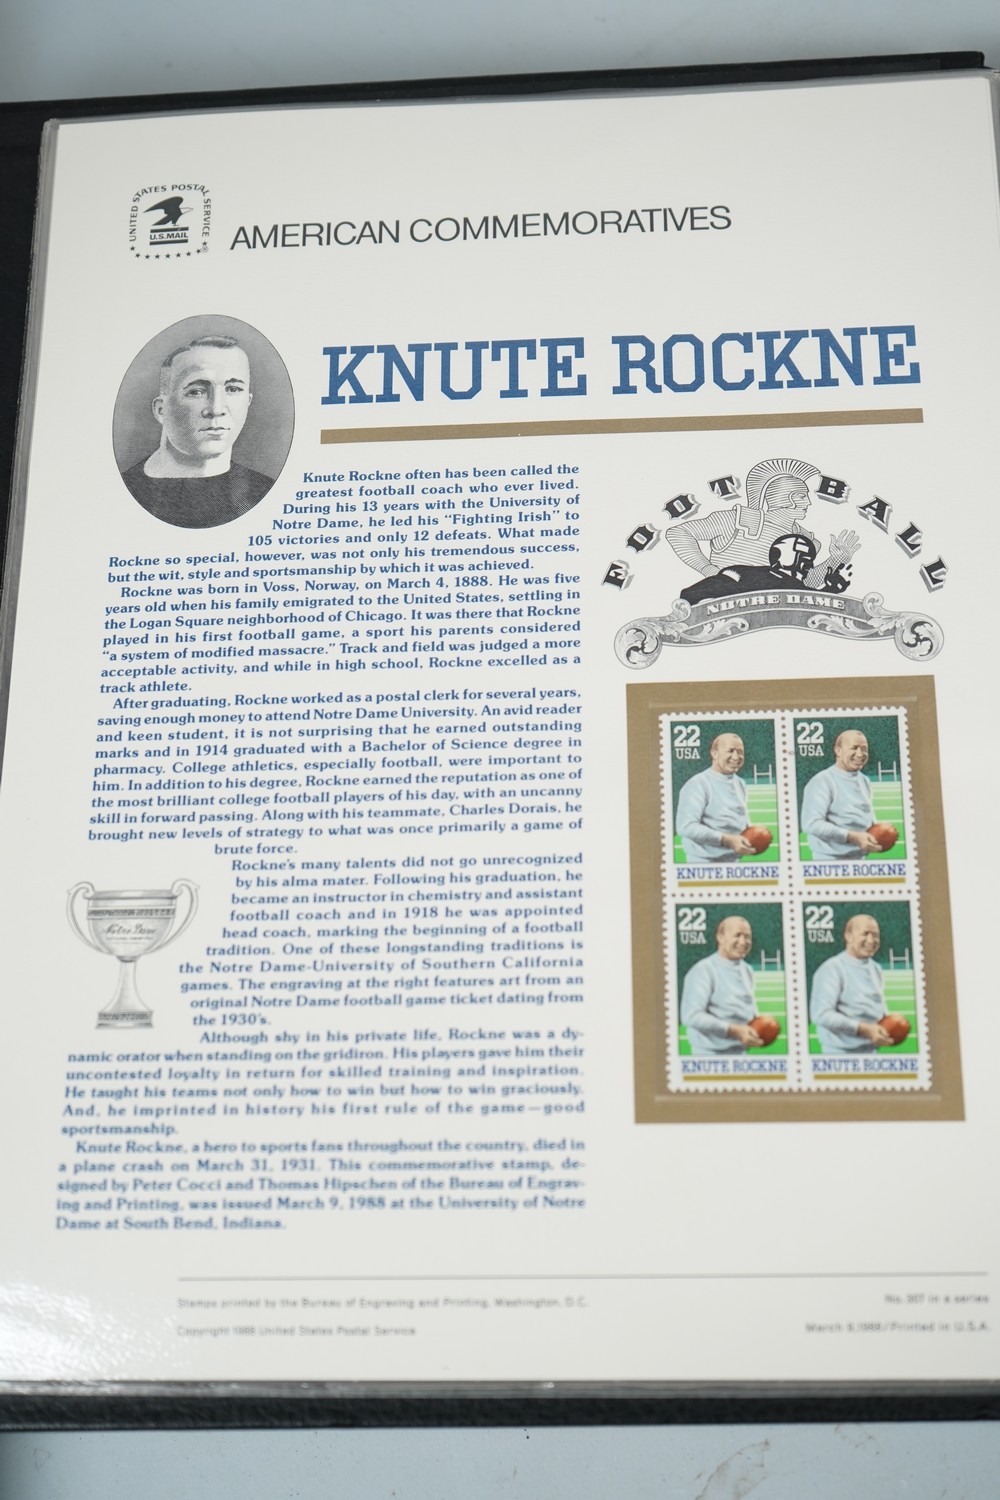 UNITED STATES POSTAL SERVICE
U.S.MAIL
AMERICAN COMMEMORATIVES
KNUTE ROCKNE
Knute Rockne often has been called the
greatest football coach who ever lived.
During his 13 years with the University of
Notre Dame, he led his “Fighting Irish” to
105 victories and only 12 defeats. What made
Rockne so special, however, was not only his tremendous success,
but the wit, style and sportsmanship by which it was achieved.
Rockne was born in Voss, Norway, on March 4, 1888. He was five
years old when his family emigrated to the United States, settling in
the Logan Square neighborhood of Chicago. It was there that Rockne
played in his first football game, a sport his parents considered
“a system of modified massacre.” Track and field was judged a more
acceptable activity, and while in high school, Rockne excelled as a
track athlete.
After graduating, Rockne worked as a postal clerk for several years,
saving enough money to attend Notre Dame University. An avid reader
and keen student, it is not surprising that he earned outstanding
marks and in 1914 graduated with a Bachelor of Science degree in
pharmacy. College athletics, especially football, were important to
him. In addition to his degree, Rockne earned the reputation as one of
the most brilliant college football players of his day, with an uncanny
skill in forward passing. Along with his teammate, Charles Dorais, he
brought new levels of strategy to what was once primarily a game of
brute force.
Rockne's many talents did not go unrecognized
by his alma mater. Following his graduation, he
became an instructor in chemistry and assistant
football coach and in 1918 he was appointed
head coach, marking the beginning of a football
tradition. One of these longstanding traditions is
the Notre Dame-University of Southern California
games. The engraving at the right features art from an
original Notre Dame football game ticket dating from
the 1930's.
Although shy in his private life, Rockne was a dy-
namic orator when standing on the gridiron. His players gave him their
uncontested loyalty in return for skilled training and inspiration.
He taught his teams not only how to win but how to win graciously.
And, he imprinted in history his first rule of the game—good
sportsmanship.
Knute Rockne, a hero to sports fans throughout the country, died in
a plane crash on March 31, 1931. This commemorative stamp, de-
signed by Peter Cocci and Thomas Hipschen of the Bureau of Engrav-
ing and Printing, was issued March 9, 1988 at the University of Notre
Dame at South Bend, Indiana.
Notre Dame
FOOTBALL
NOTRE DAME
22
USA
KNUTE ROCKNE
22
USA
KNUTE ROCKNE
22
USA
KNUTE ROCKNE
22
USA
KNUTE ROCKNE
Stamps printed by the Bureau of Engraving and Printing, Washington, D.C.
No. 307 in a series
Copyright 1988 United States Postal Service
March 9, 1988/Printed in U.S.A.